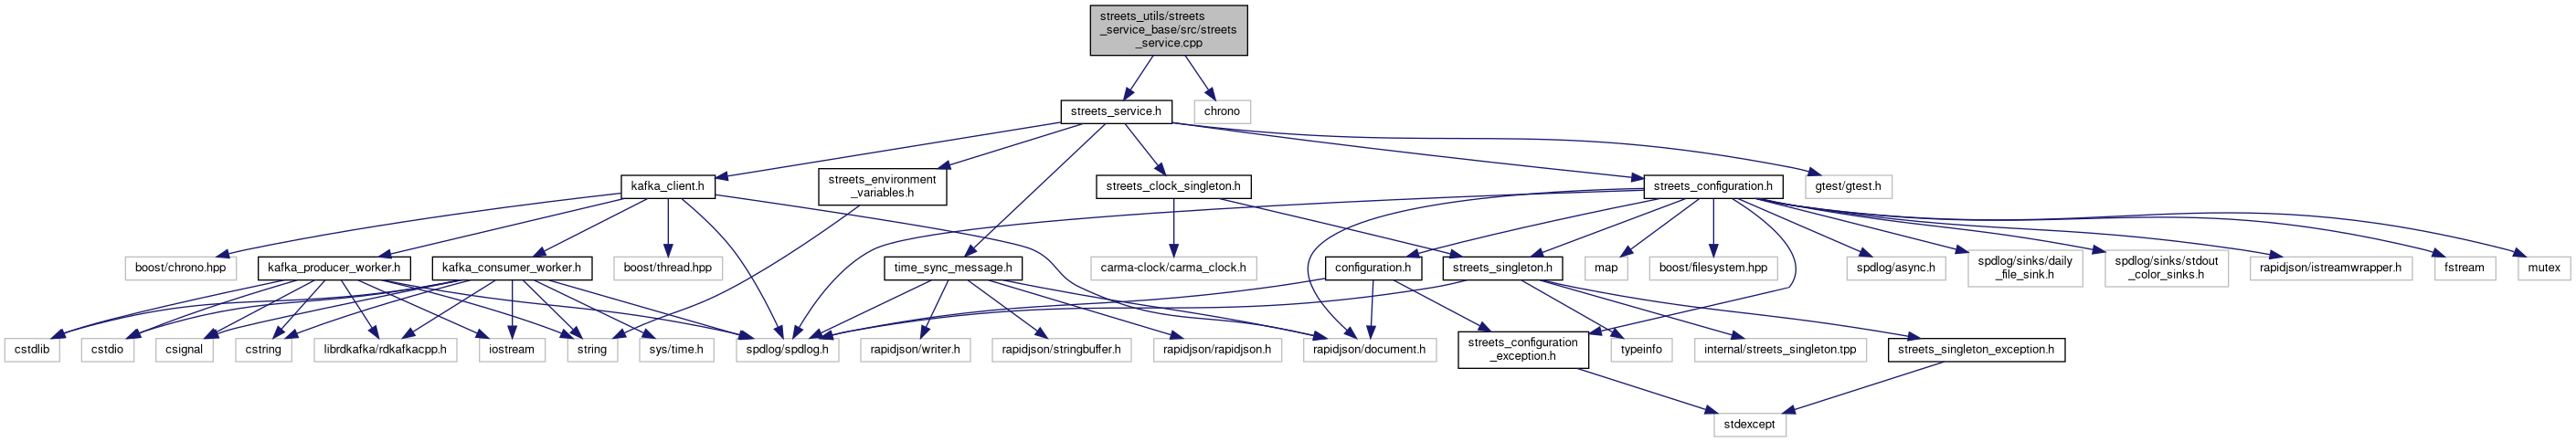 streets_utils/streets
_service_base/src/streets
_service.cpp
streets_service.h
chrono
kafka_client.h
streets_environment
_variables.h
streets_clock_singleton.h
streets_configuration.h
gtest/gtest.h
boost/chrono.hpp
kafka_producer_worker.h
kafka_consumer_worker.h
boost/thread.hpp
time_sync_message.h
carma-clock/carma_clock.h
configuration.h
streets_singleton.h
map
boost/filesystem.hpp
spdlog/async.h
spdlog/sinks/daily
_file_sink.h
spdlog/sinks/stdout
_color_sinks.h
rapidjson/istreamwrapper.h
fstream
mutex
cstdlib
cstdio
csignal
cstring
librdkafka/rdkafkacpp.h
iostream
string
sys/time.h
spdlog/spdlog.h
rapidjson/writer.h
rapidjson/stringbuffer.h
rapidjson/rapidjson.h
rapidjson/document.h
streets_configuration
_exception.h
typeinfo
internal/streets_singleton.tpp
streets_singleton_exception.h
stdexcept